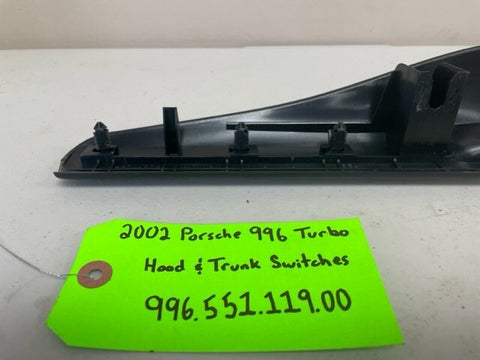 2002 Porsche 996 Turbo
Hood & Trunk Switches
996.551.119.00